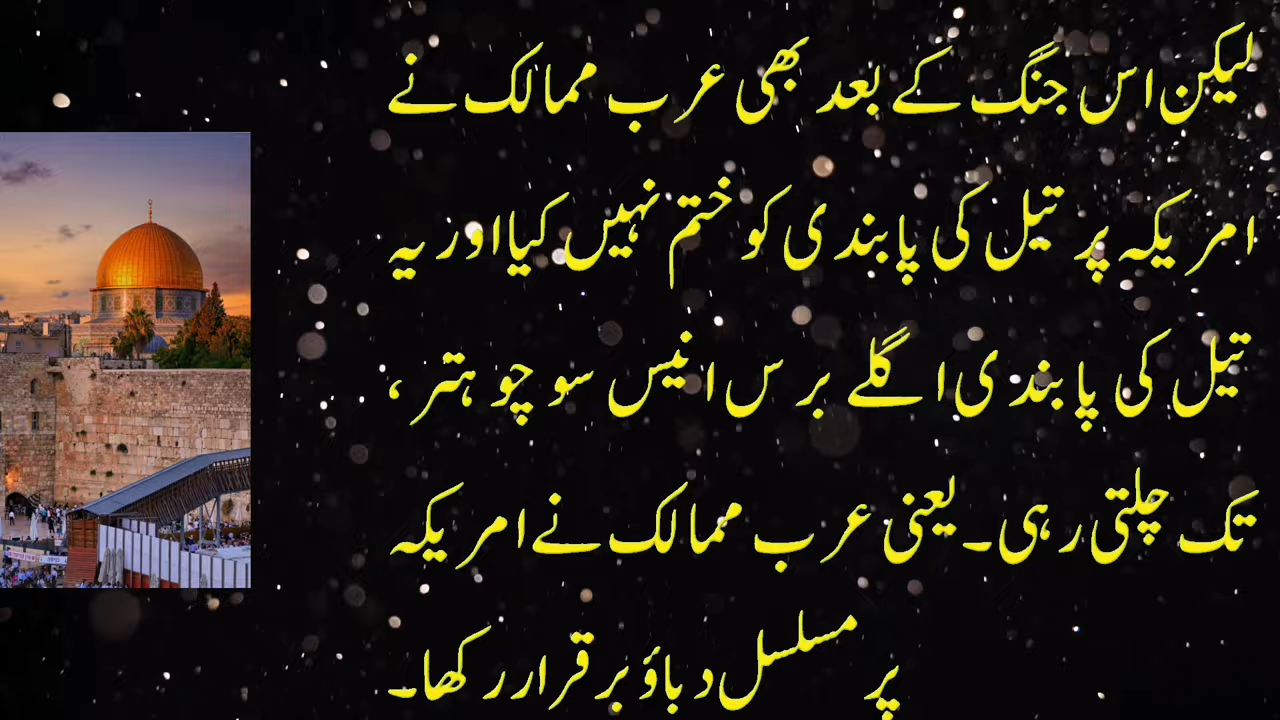 لیکن اس جنگ کے بعد بھی عرب ممالک نے
امریکہ پر تیل کی پابندی کو ختم نہیں کیا اور یہ
تیل کی پابندی اگلے برس انیس سو چوہتر ،
تک چلتی رہی۔ یعنی عرب ممالک نے امریکہ
پر مسلسل دباؤ برقرار رکھا۔